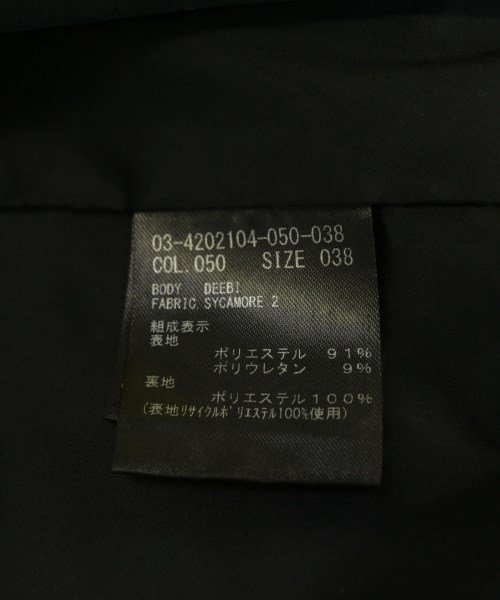 03-4202104-050-038
COL.050 SIZE 038
BODY DEEBI
FABRIC SYCAMORE 2
組成表示
表地
ポリエステル 91%
ポリウレタン 9%
裏地
ポリエステル100%
(表地リサイクルポリエステル100%使用)